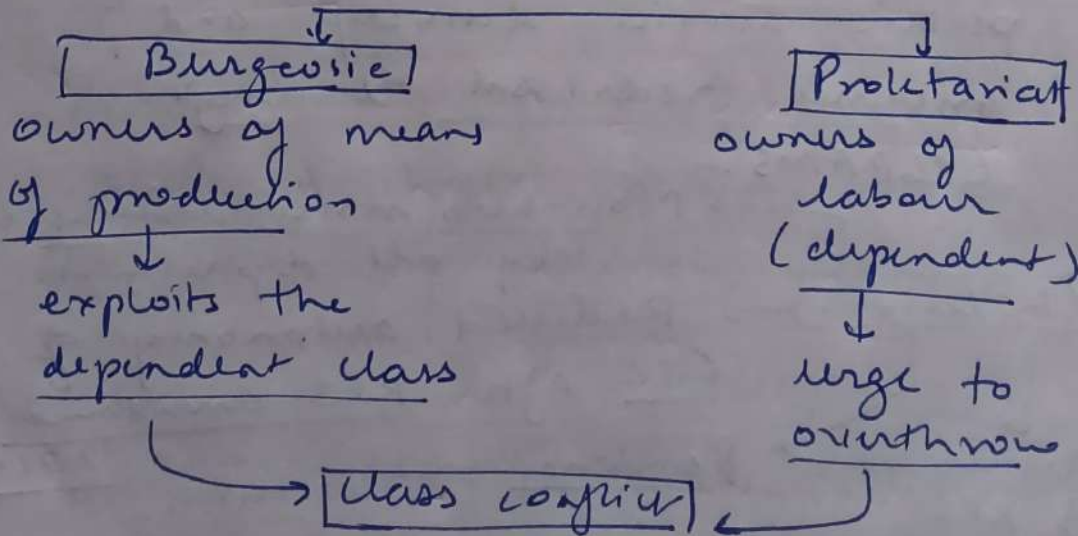 Burgeosie
owners of means
of production
exploits the
dependent class
Proletariat
owners of
labour
(dependent)
urge to
overthrow
Class conflict